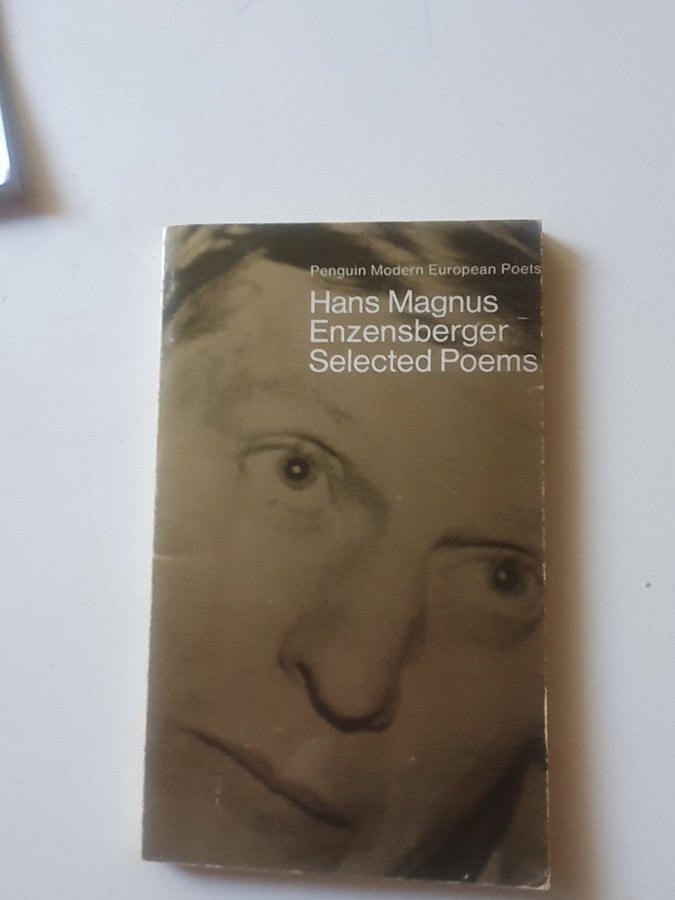 Penguin Modern European Poets
Hans Magnus
Enzensberger
Selected Poems